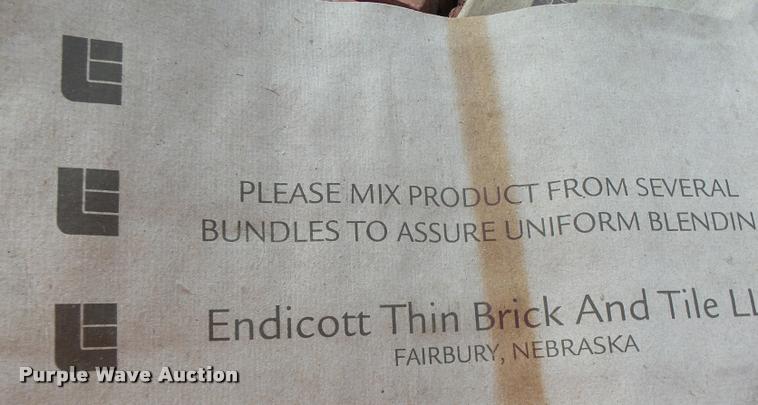 PLEASE MIX PRODUCT FROM SEVERAL
BUNDLES TO ASSURE UNIFORM BLENDIN
Endicott Thin Brick And Tile LL
FAIRBURY, NEBRASKA
Purple Wave Auction